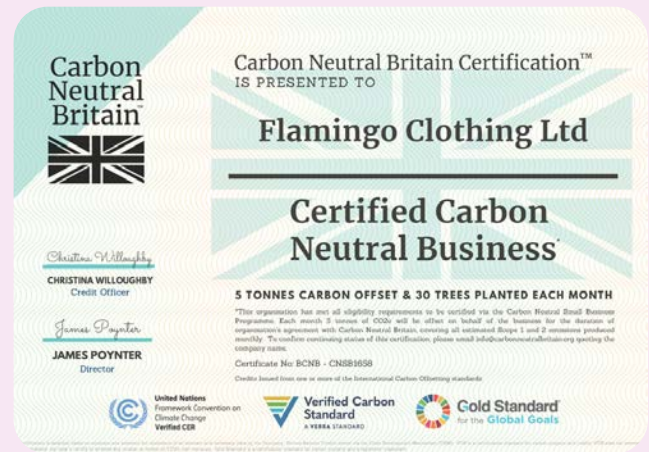 Carbon
Neutral
Britain™
Carbon Neutral Britain Certification™
IS PRESENTED TO
Flamingo Clothing Ltd
Certified Carbon
Neutral Business*
Christina Willoughby
CHRISTINA WILLOUGHBY
Credit Officer
James Poynter
JAMES POYNTER
Director
5 TONNES CARBON OFFSET & 30 TREES PLANTED EACH MONTH
*This organisation has met all eligibility requirements to be certified via the Carbon Neutral Small Business
Programme. Each month 5 tonnes of CO2e will be offset on behalf of the business for the duration of
organisation's agreement with Carbon Neutral Britain, covering all estimated Scope 1 and 2 emissions produced
monthly. To confirm continuing status of this certification, please email info@carbonneutralbritain.org quoting the
company name.
Certificate No: BCNB - CNSB1658
Credits Issued from one or more of the International Carbon Offsetting standards
United Nations
Framework Convention on
Climate Change
Verified CER
Verified Carbon
Standard
A VERRA STANDARD
Gold Standard
for the Global Goals